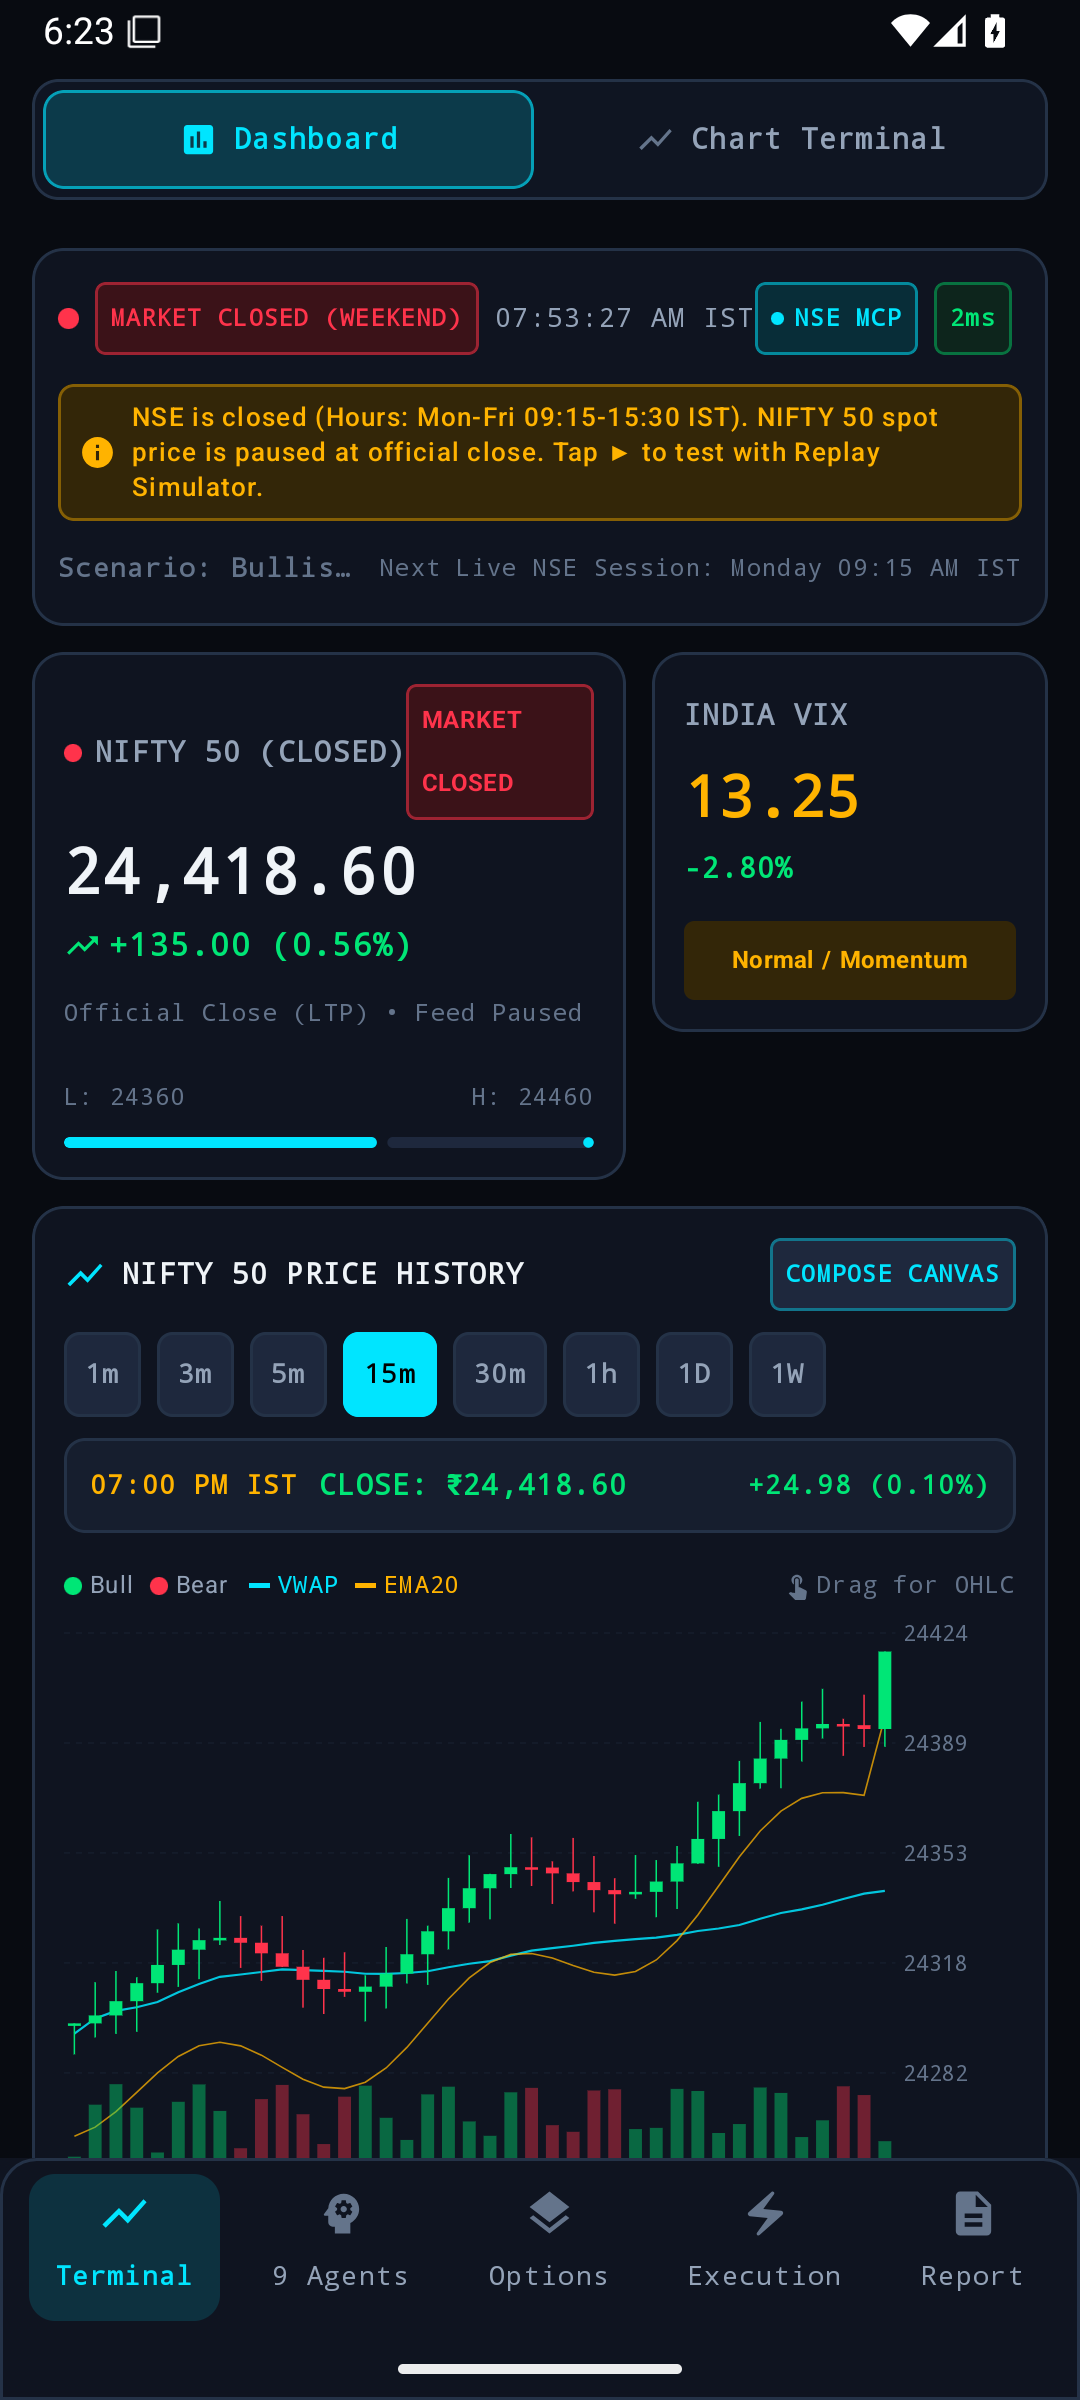 6:23
Dashboard
Chart Terminal
MARKET CLOSED (WEEKEND) 07:53:27 AM IST NSE MCP 2ms
NSE is closed (Hours: Mon-Fri 09:15-15:30 IST). NIFTY 50 spot
price is paused at official close. Tap ► to test with Replay
Simulator.
Scenario: Bullis… Next Live NSE Session: Monday 09:15 AM IST
NIFTY 50 (CLOSED)
MARKET
CLOSED
24,418.60
+135.00 (0.56%)
Official Close (LTP) • Feed Paused
L: 24360 H: 24460
INDIA VIX
13.25
-2.80%
Normal / Momentum
NIFTY 50 PRICE HISTORY
COMPOSE CANVAS
1m 3m 5m 15m 30m 1h 1D 1W
07:00 PM IST CLOSE: ₹24,418.60 +24.98 (0.10%)
Bull Bear VWAP EMA20 Drag for OHLC
24424
24389
24353
24318
24282
Terminal
9 Agents
Options
Execution
Report